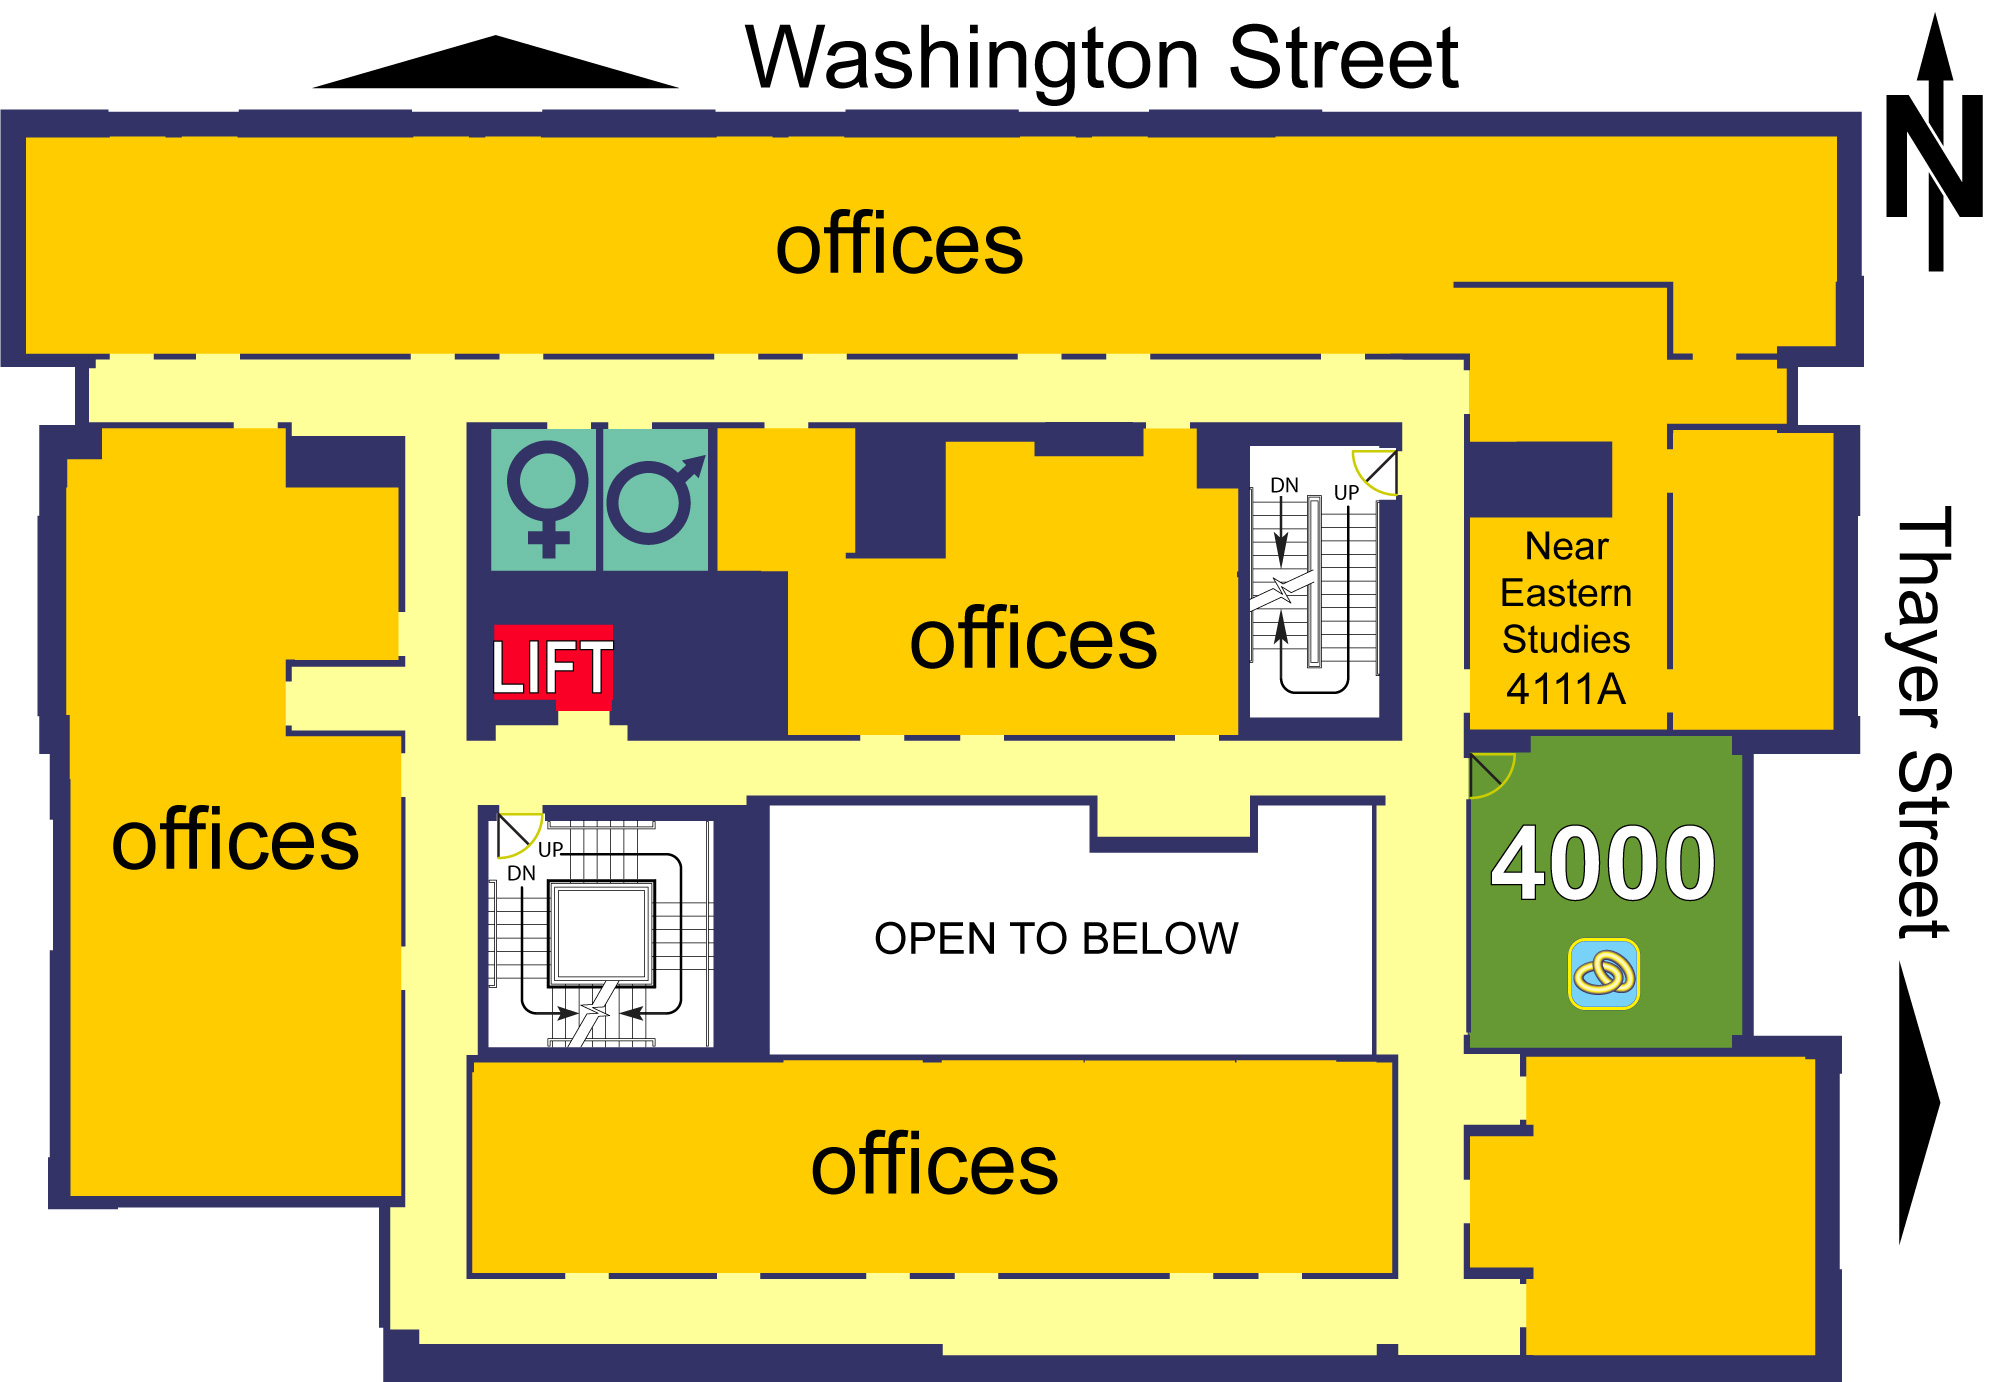 Washington Street
N
offices
DN
UP
Near
Eastern
Studies
4111A
LIFT
offices
Thayer Street
offices
UP
DN
4000
OPEN TO BELOW
offices